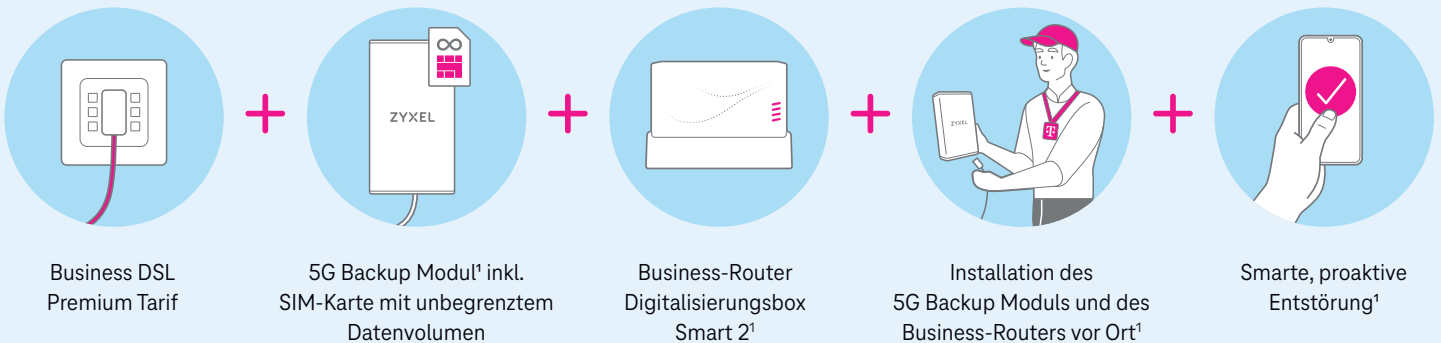 ZYXEL
ZYXEL
T
Business DSL
Premium Tarif
5G Backup Modul¹ inkl.
SIM-Karte mit unbegrenztem
Datenvolumen
Business-Router
Digitalisierungsbox
Smart 2¹
Installation des
5G Backup Moduls und des
Business-Routers vor Ort¹
Smarte, proaktive
Entstörung¹